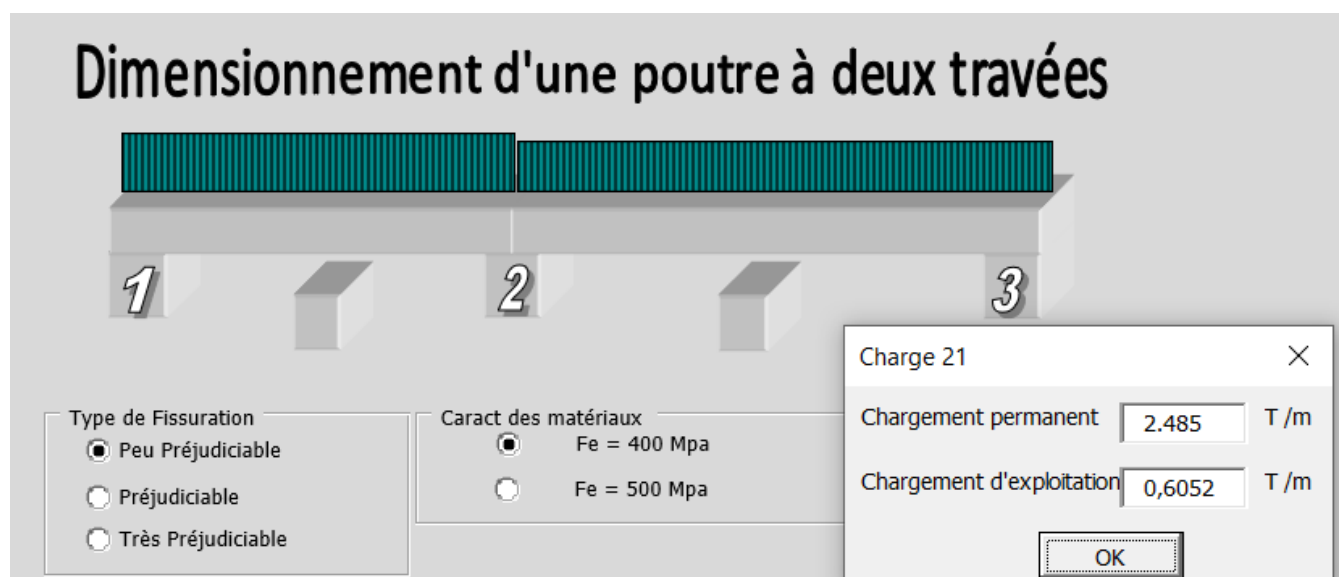 Dimensionnement d'une poutre à deux travées
1
2
3
Type de Fissuration
Peu Préjudiciable
Préjudiciable
Très Préjudiciable
Caract des matériaux
Fe = 400 Mpa
Fe = 500 Mpa
Charge 21
Chargement permanent 2.485 T /m
Chargement d'exploitation 0,6052 T /m
OK